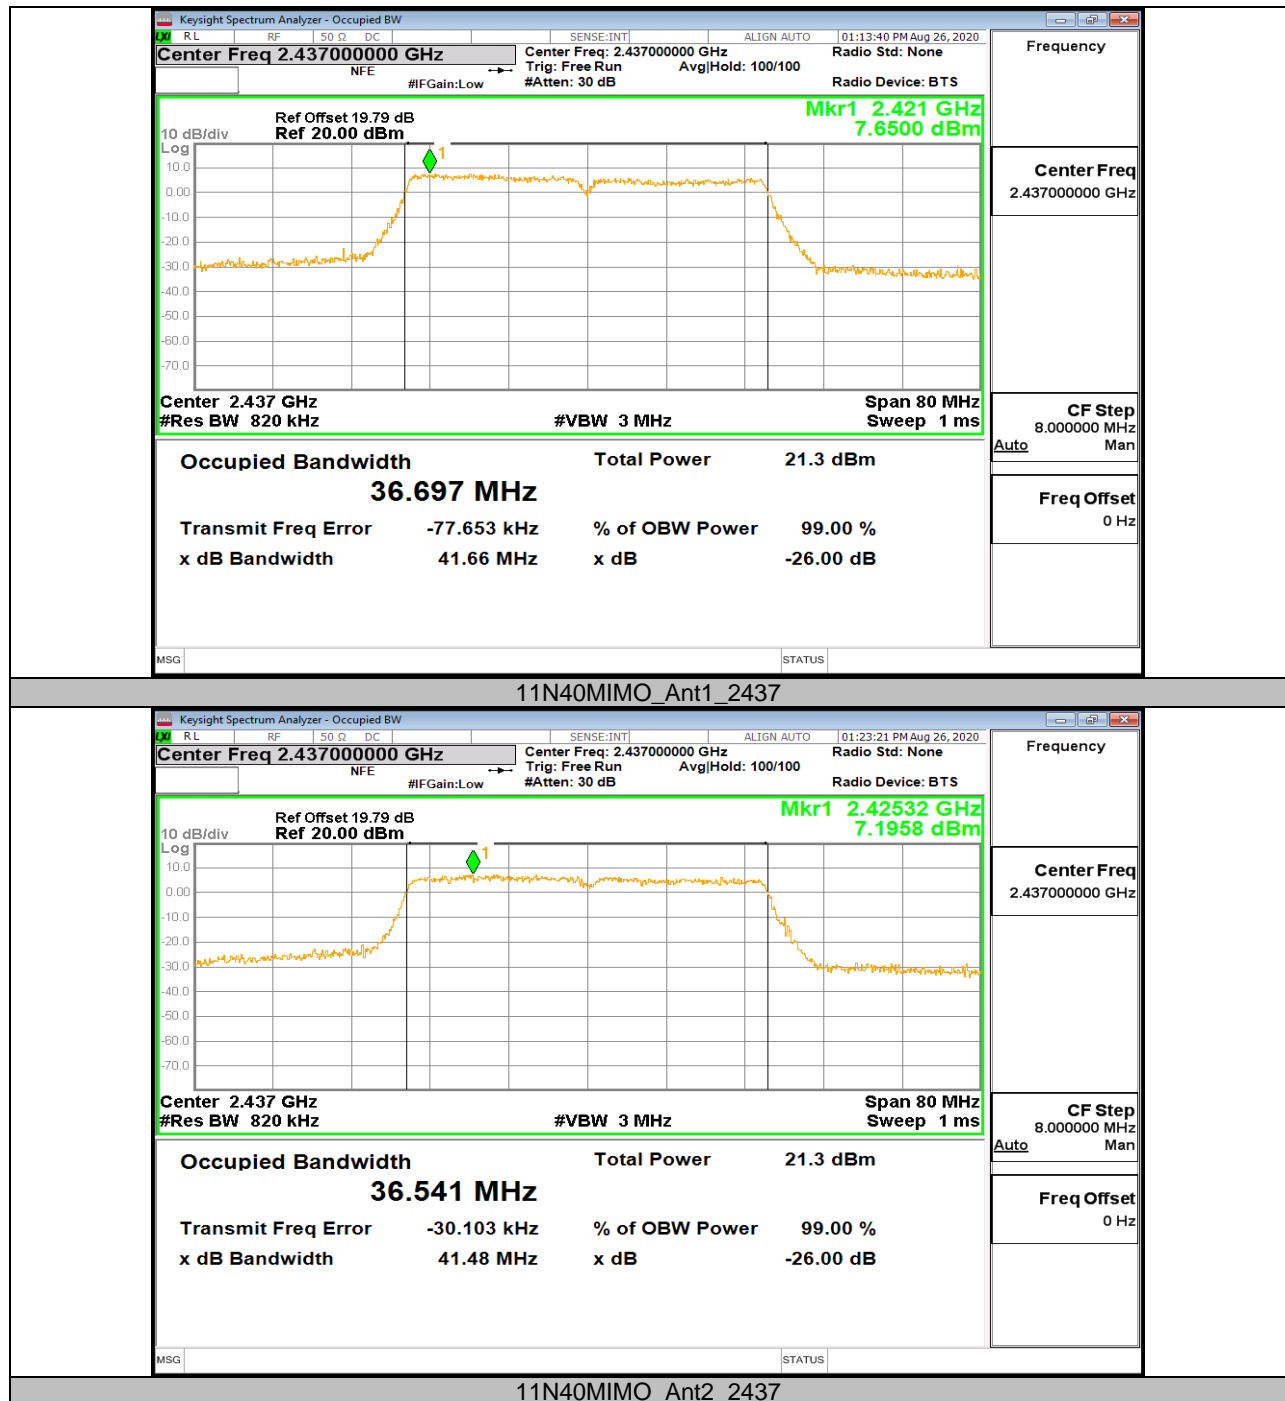 Keysight Spectrum Analyzer - Occupied BW
LXI RL RF 50 Ω DC SENSE:INT ALIGN AUTO 01:13:40 PM Aug 26, 2020
Center Freq 2.437000000 GHz
NFE
#IFGain:Low
Center Freq: 2.437000000 GHz
Trig: Free Run Avg|Hold: 100/100
#Atten: 30 dB
Radio Std: None
Radio Device: BTS
Mkr1 2.421 GHz
7.6500 dBm
Ref Offset 19.79 dB
10 dB/div Ref 20.00 dBm
Log
1
10.0
0.00
-10.0
-20.0
-30.0
-40.0
-50.0
-60.0
-70.0
Center 2.437 GHz Span 80 MHz
#Res BW 820 kHz #VBW 3 MHz Sweep 1 ms
Occupied Bandwidth Total Power 21.3 dBm
36.697 MHz
Transmit Freq Error -77.653 kHz % of OBW Power 99.00 %
x dB Bandwidth 41.66 MHz x dB -26.00 dB
MSG STATUS
Frequency
Center Freq
2.437000000 GHz
CF Step
8.000000 MHz
Auto Man
Freq Offset
0 Hz
11N40MIMO_Ant1_2437
Keysight Spectrum Analyzer - Occupied BW
LXI RL RF 50 Ω DC SENSE:INT ALIGN AUTO 01:23:21 PM Aug 26, 2020
Center Freq 2.437000000 GHz
NFE
#IFGain:Low
Center Freq: 2.437000000 GHz
Trig: Free Run Avg|Hold: 100/100
#Atten: 30 dB
Radio Std: None
Radio Device: BTS
Mkr1 2.42532 GHz
7.1958 dBm
Ref Offset 19.79 dB
10 dB/div Ref 20.00 dBm
Log
1
10.0
0.00
-10.0
-20.0
-30.0
-40.0
-50.0
-60.0
-70.0
Center 2.437 GHz Span 80 MHz
#Res BW 820 kHz #VBW 3 MHz Sweep 1 ms
Occupied Bandwidth Total Power 21.3 dBm
36.541 MHz
Transmit Freq Error -30.103 kHz % of OBW Power 99.00 %
x dB Bandwidth 41.48 MHz x dB -26.00 dB
MSG STATUS
Frequency
Center Freq
2.437000000 GHz
CF Step
8.000000 MHz
Auto Man
Freq Offset
0 Hz
11N40MIMO_Ant2_2437